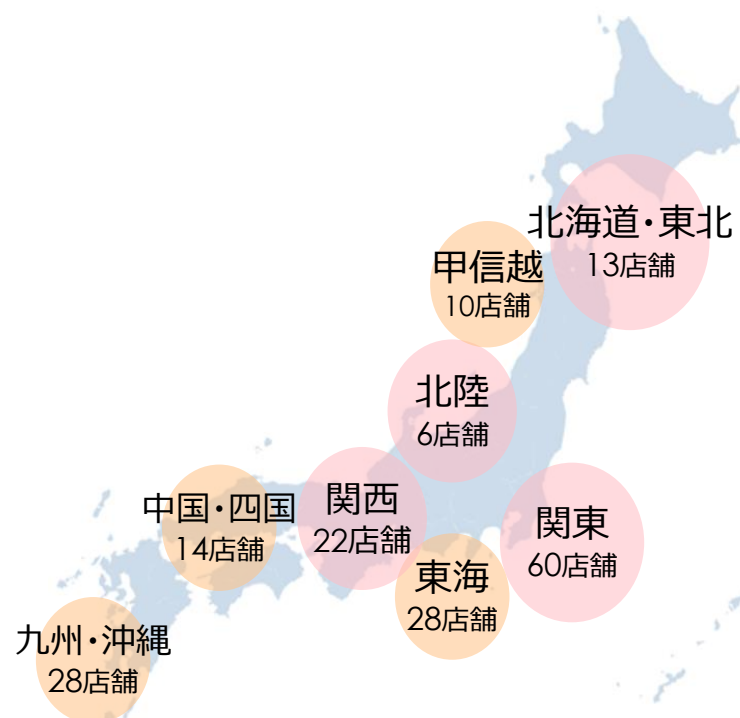 北海道・東北
13店舗
甲信越
10店舗
北陸
6店舗
関西
22店舗
中国・四国
14店舗
関東
60店舗
東海
28店舗
九州・沖縄
28店舗